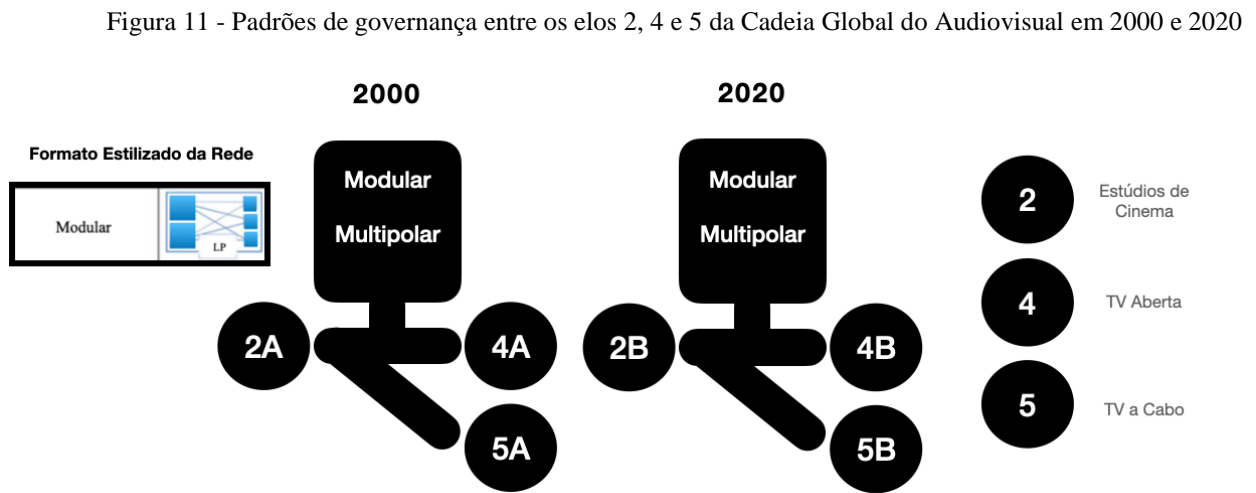 Figura 11 - Padrões de governança entre os elos 2, 4 e 5 da Cadeia Global do Audiovisual em 2000 e 2020
2000
2020
Formato Estilizado da Rede
Modular
LP
Modular
Multipolar
2A
4A
5A
Modular
Multipolar
2B
4B
5B
2
Estúdios de
Cinema
4
TV Aberta
5
TV a Cabo